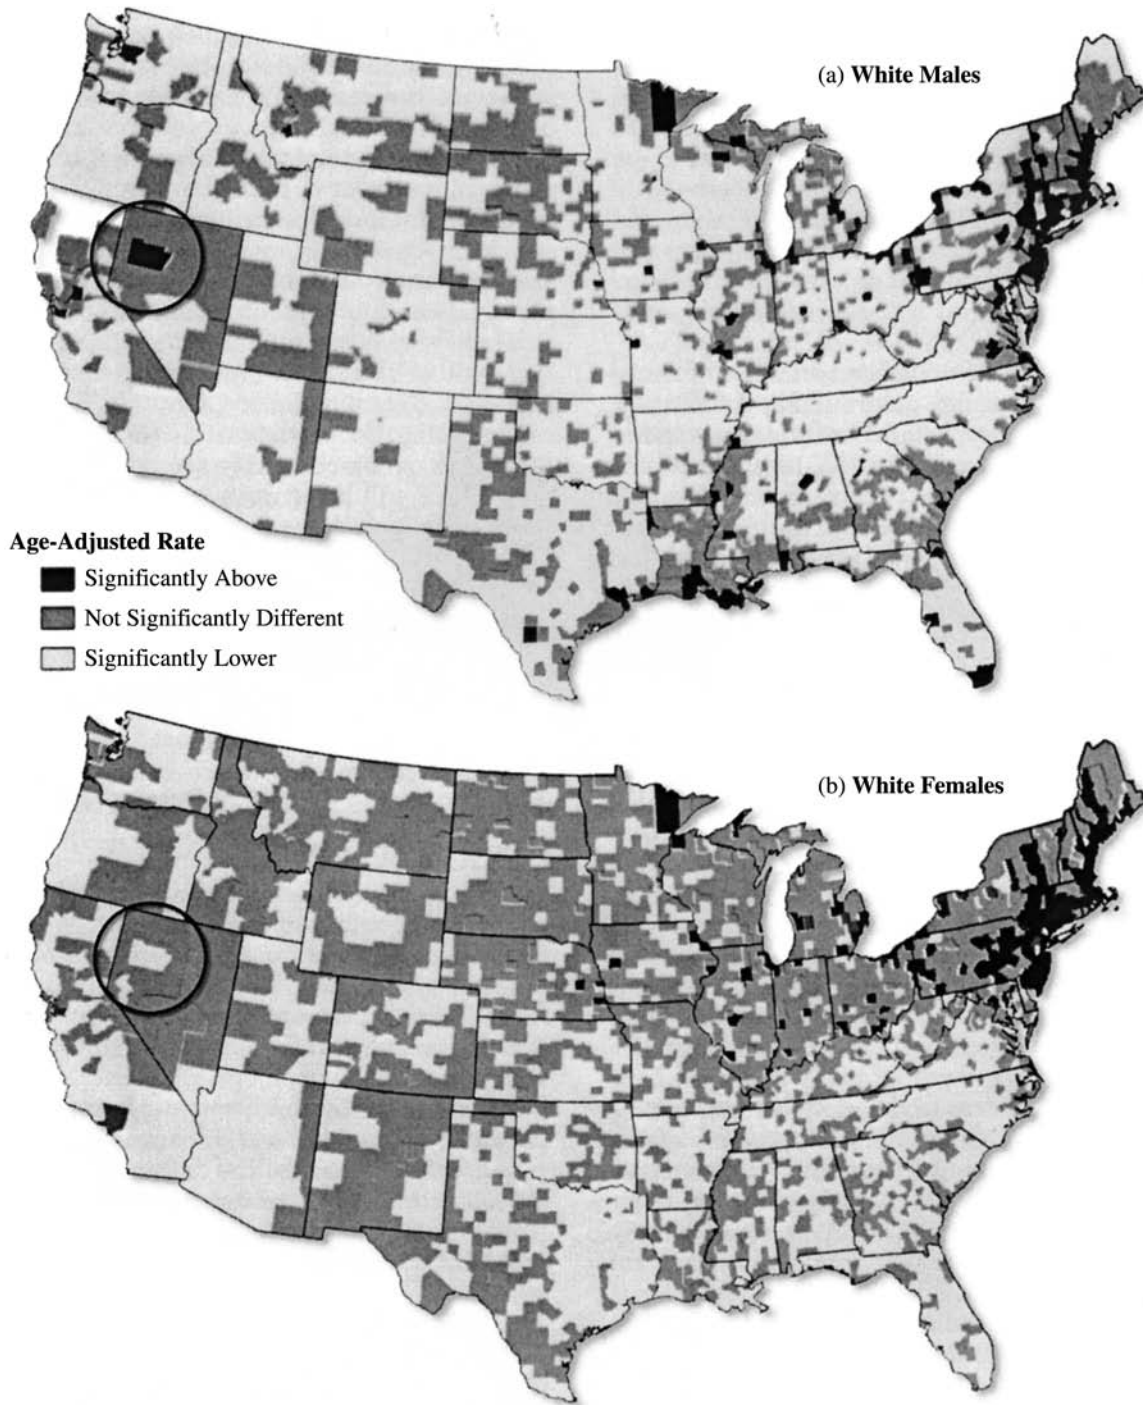 (a) White Males
Age-Adjusted Rate
Significantly Above
Not Significantly Different
Significantly Lower
(b) White Females